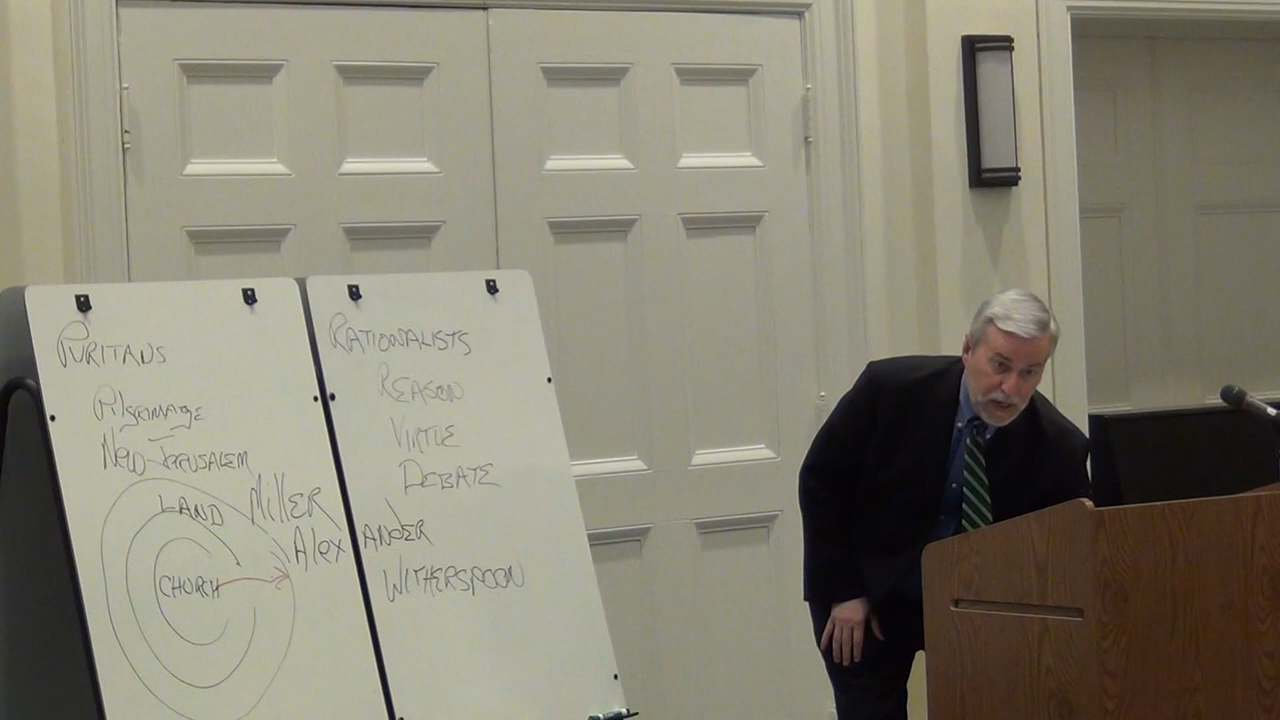 PURITANS
PilgrimAge
New JERUSALEM
LAND
Miller
CHURCH
RATIONALISTS
REASON
VIRTUE
DEBATE
Alex ANDER
WITHERSPOON